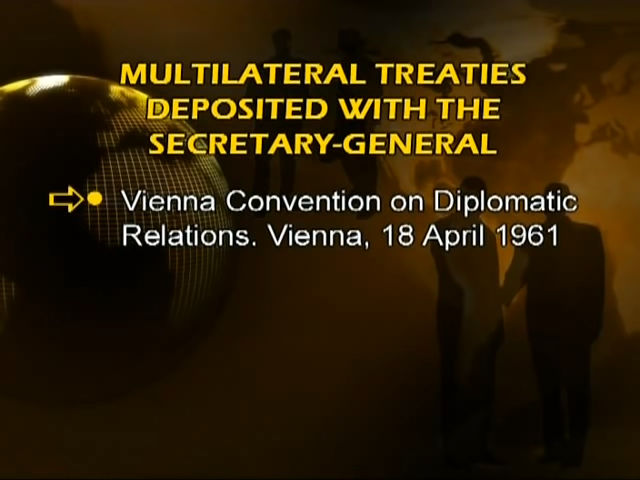 MULTILATERAL TREATIES
DEPOSITED WITH THE
SECRETARY-GENERAL
Vienna Convention on Diplomatic
Relations. Vienna, 18 April 1961